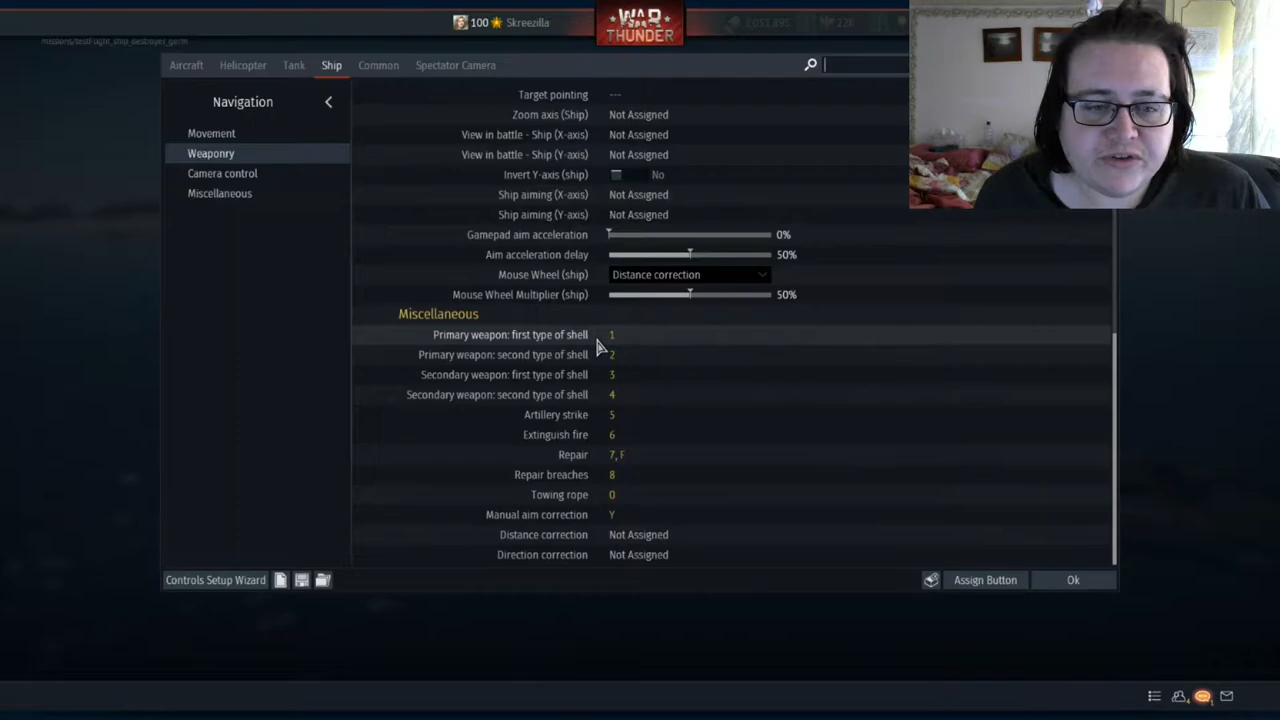 100 Skreezilla
WAR THUNDER
missions/testFlight_ship_destroyer_germ
Aircraft Helicopter Tank Ship Common Spectator Camera
Navigation
Movement
Weaponry
Camera control
Miscellaneous
Target pointing ---
Zoom axis (Ship) Not Assigned
View in battle - Ship (X-axis) Not Assigned
View in battle - Ship (Y-axis) Not Assigned
Invert Y-axis (ship) No
Ship aiming (X-axis) Not Assigned
Ship aiming (Y-axis) Not Assigned
Gamepad aim acceleration 0%
Aim acceleration delay 50%
Mouse Wheel (ship) Distance correction
Mouse Wheel Multiplier (ship) 50%
Miscellaneous
Primary weapon: first type of shell 1
Primary weapon: second type of shell 2
Secondary weapon: first type of shell 3
Secondary weapon: second type of shell 4
Artillery strike 5
Extinguish fire 6
Repair 7, F
Repair breaches 8
Towing rope 0
Manual aim correction Y
Distance correction Not Assigned
Direction correction Not Assigned
Controls Setup Wizard Assign Button Ok